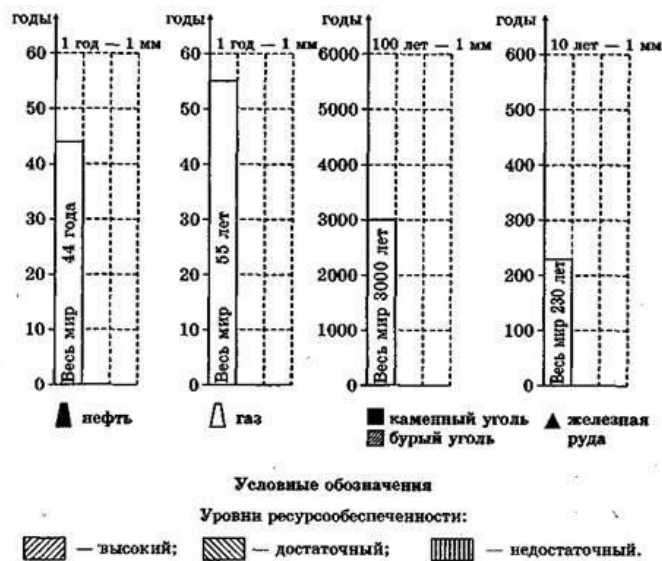 годы годы годы годы
1 год — 1 мм 1 год — 1 мм 100 лет — 1 мм 10 лет — 1 мм
60 60 6000 600
50 50 5000 500
40 40 4000 400
30 30 3000 300
20 20 2000 200
10 10 1000 100
0 0 0 0
Весь мир 44 года
Весь мир 55 лет
Весь мир 3000 лет
Весь мир 230 лет
нефть газ каменный уголь железная
бурый уголь руда
Условные обозначения
Уровни ресурсообеспеченности:
— высокий; — достаточный; — недостаточный.